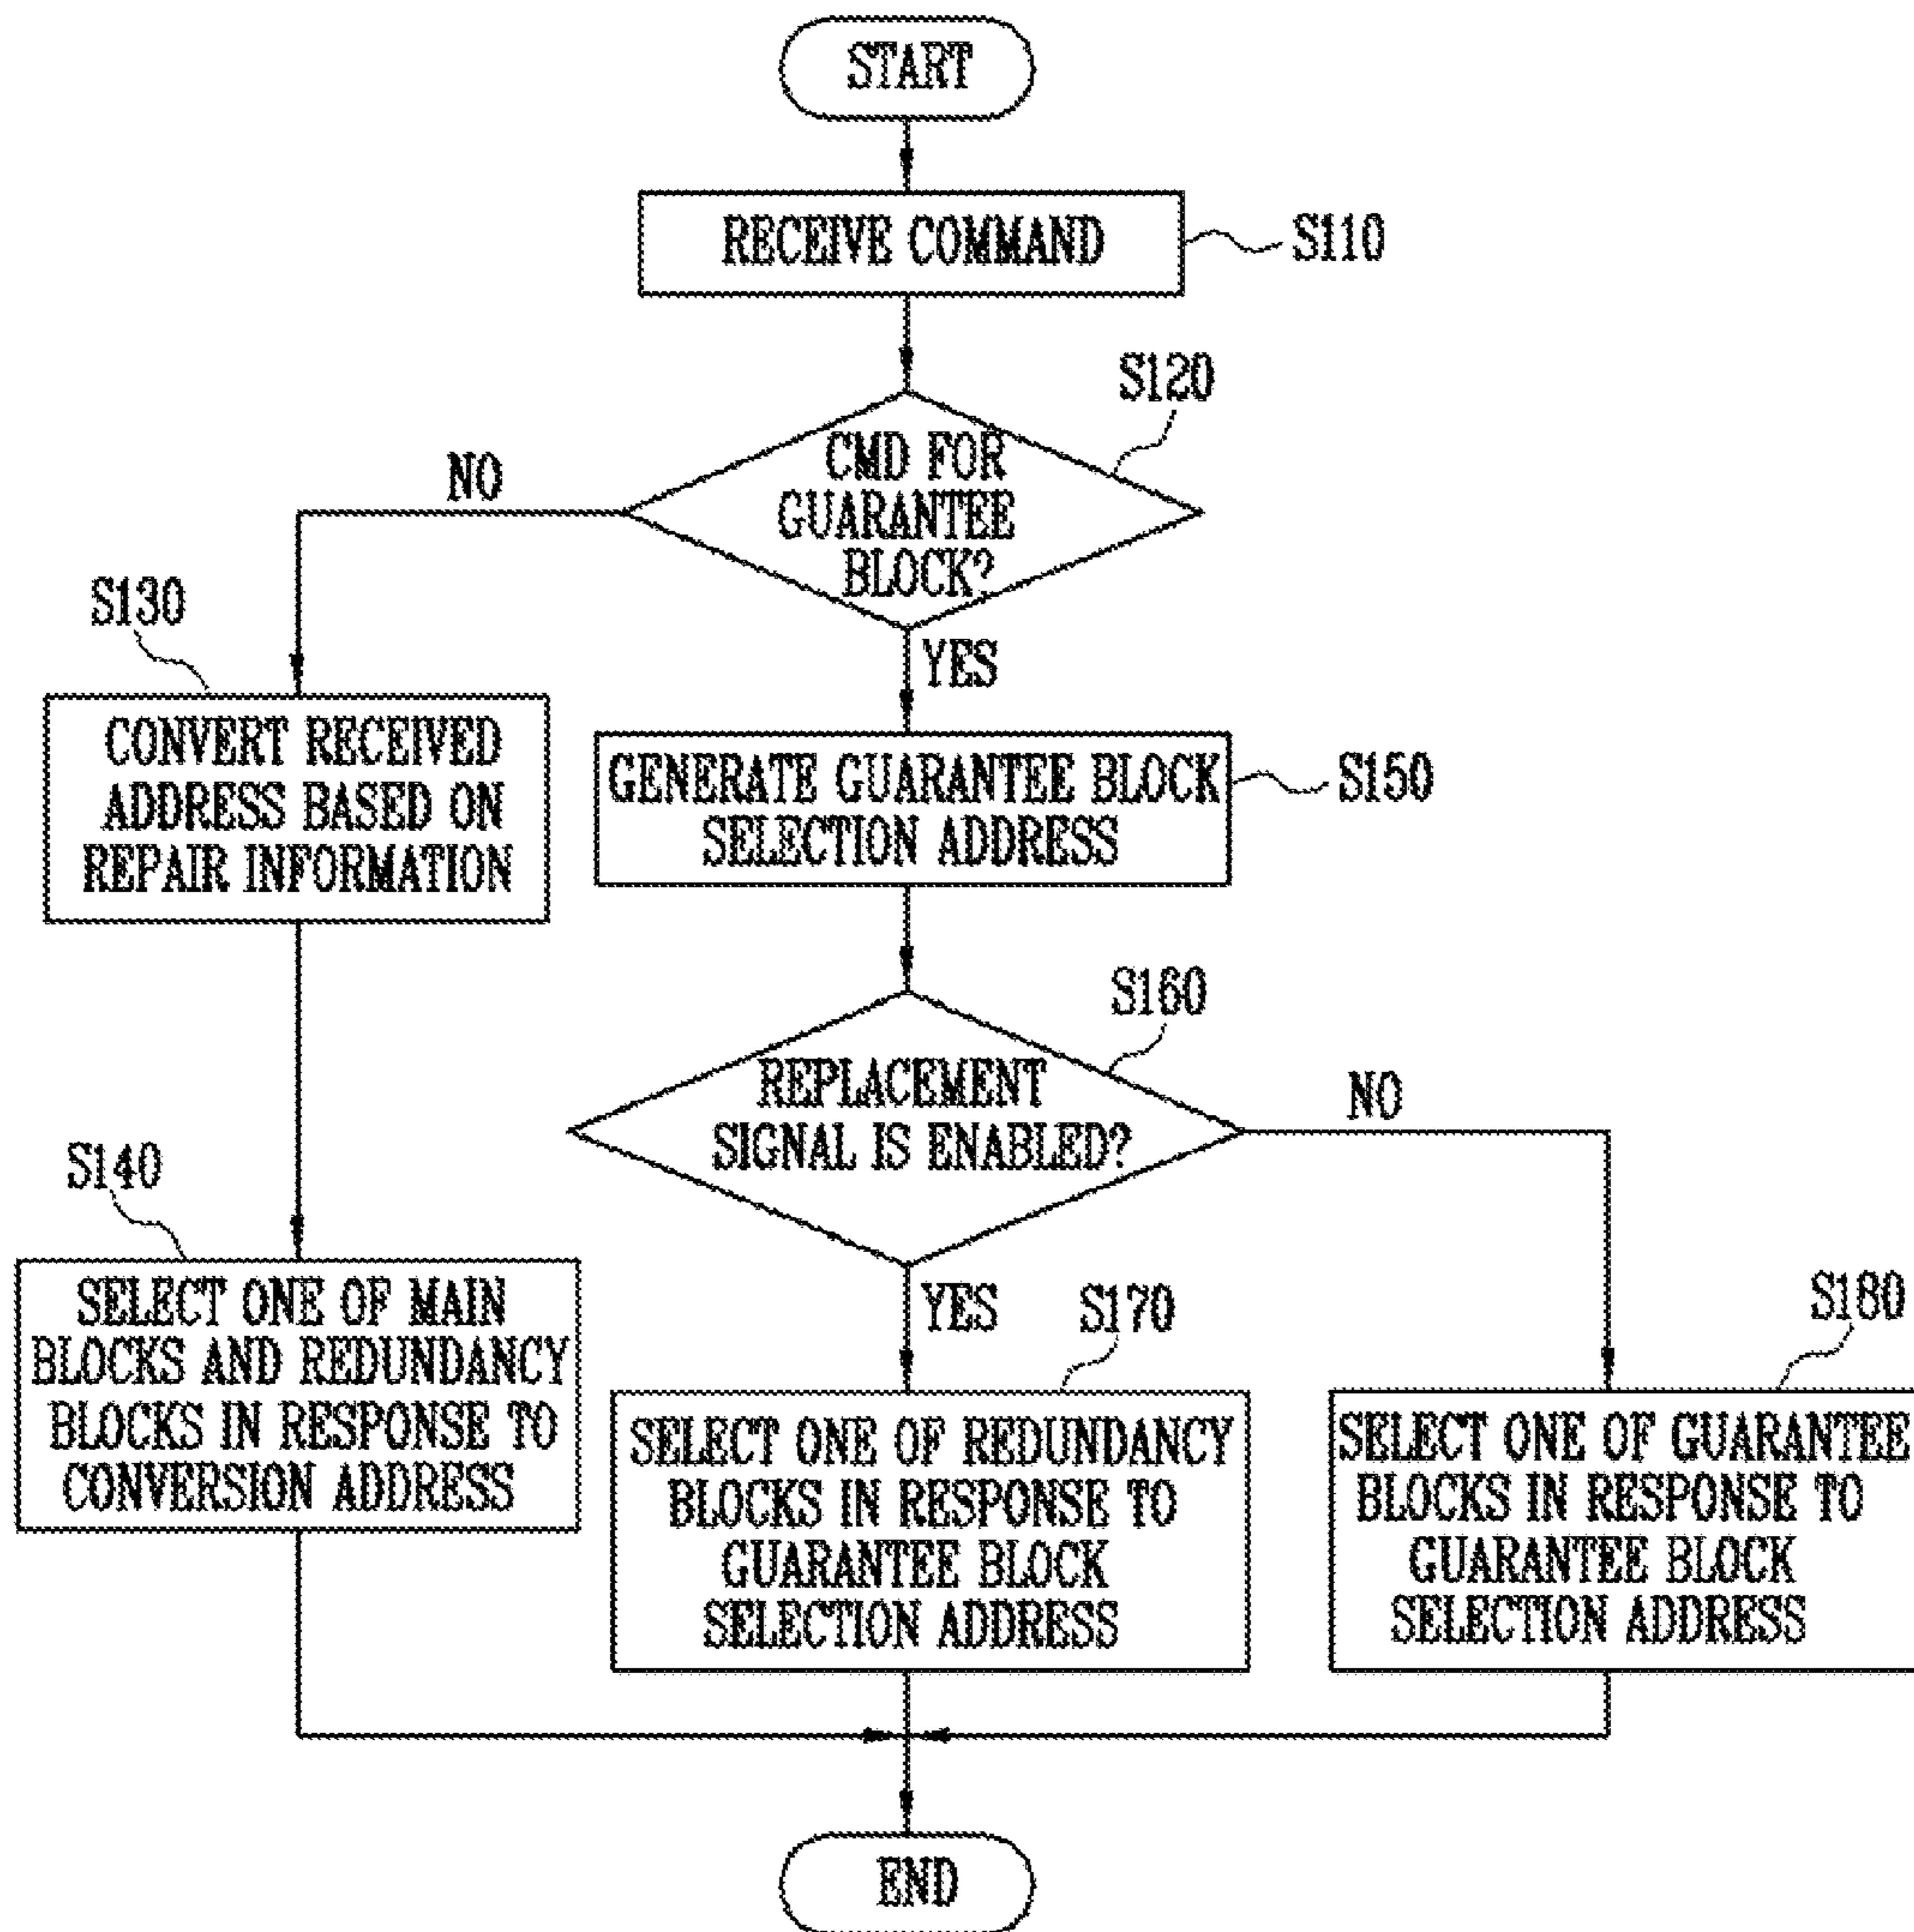 START
RECEIVE COMMAND
S110
S120
CMD FOR
GUARANTEE
BLOCK?
NO
YES
S130
CONVERT RECEIVED
ADDRESS BASED ON
REPAIR INFORMATION
GENERATE GUARANTEE BLOCK
SELECTION ADDRESS
S150
S160
REPLACEMENT
SIGNAL IS ENABLED?
NO
YES
S140
SELECT ONE OF MAIN
BLOCKS AND REDUNDANCY
BLOCKS IN RESPONSE TO
CONVERSION ADDRESS
S170
SELECT ONE OF REDUNDANCY
BLOCKS IN RESPONSE TO
GUARANTEE BLOCK
SELECTION ADDRESS
S180
SELECT ONE OF GUARANTEE
BLOCKS IN RESPONSE TO
GUARANTEE BLOCK
SELECTION ADDRESS
END